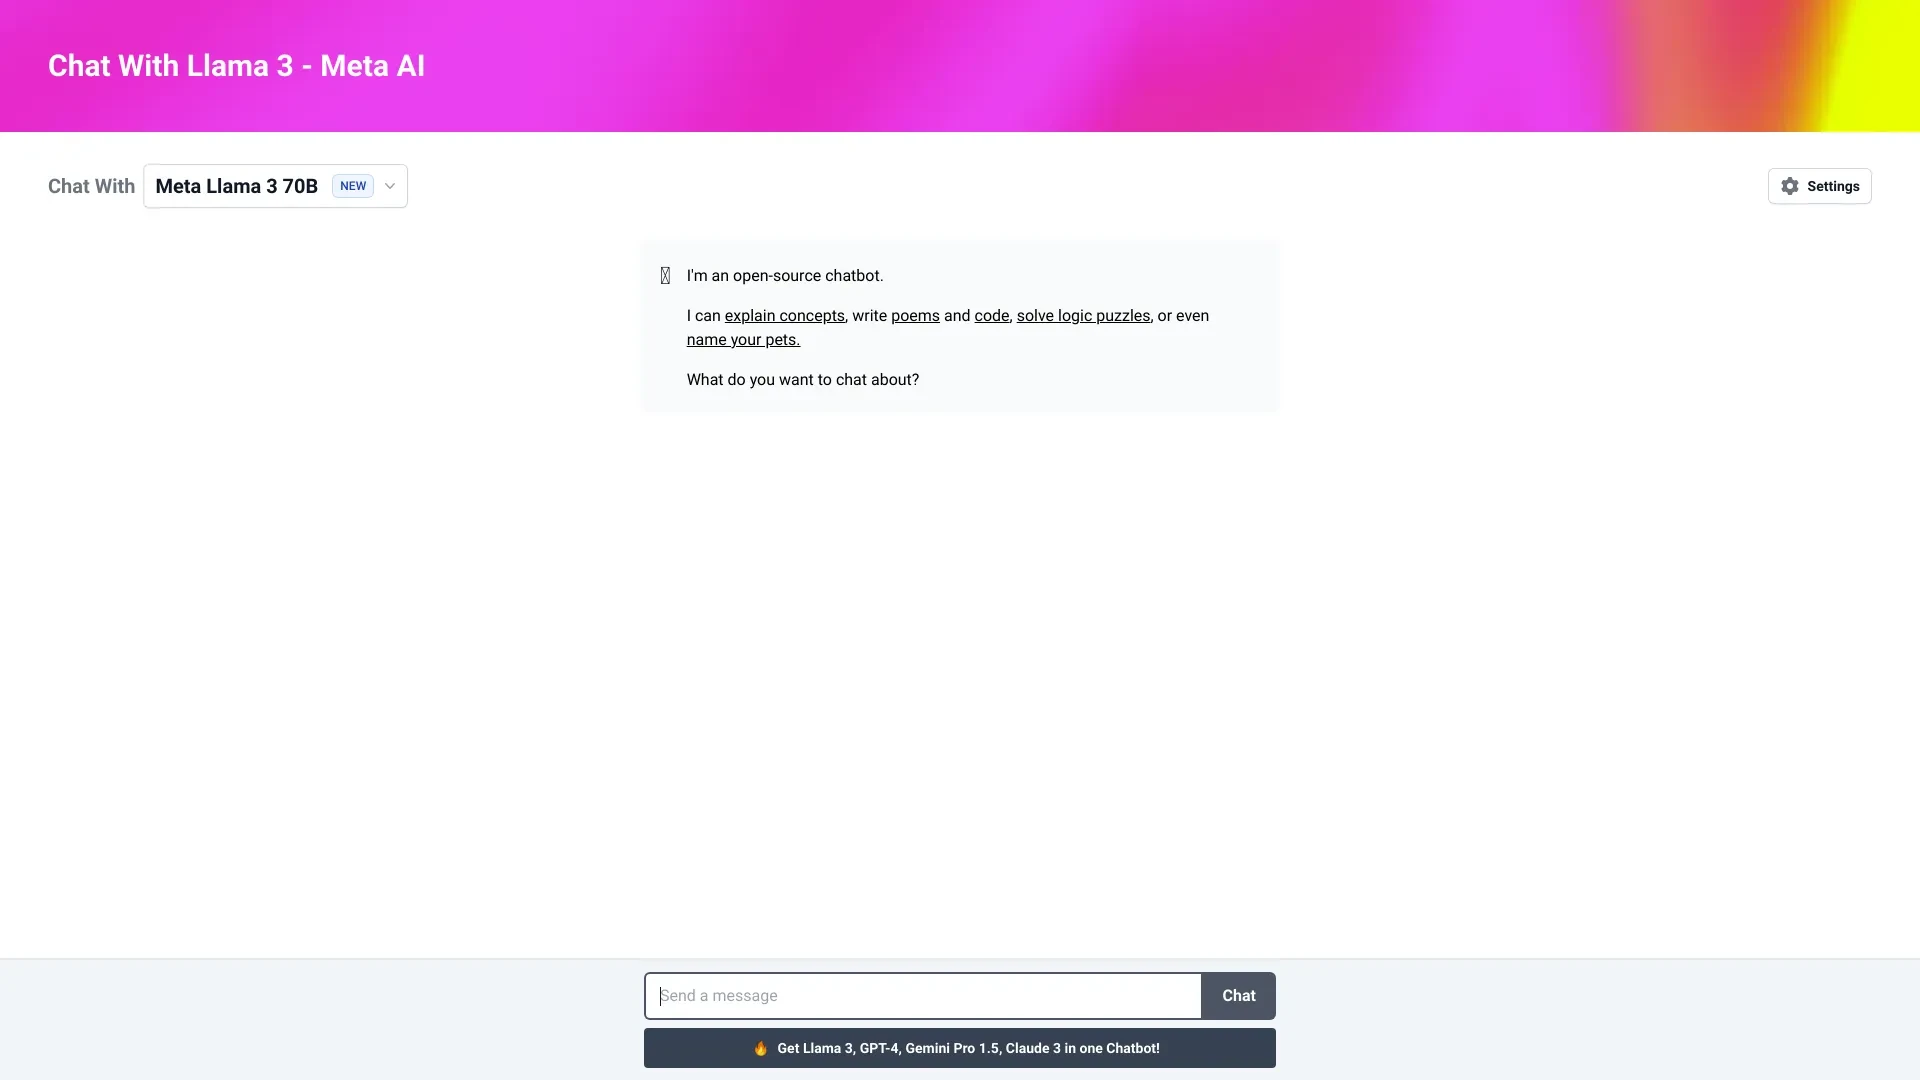 Chat With Llama 3 - Meta AI
Chat With Meta Llama 3 70B NEW
Settings
I'm an open-source chatbot.
I can explain concepts, write poems and code, solve logic puzzles, or even
name your pets.
What do you want to chat about?
Send a message
Chat
🔥 Get Llama 3, GPT-4, Gemini Pro 1.5, Claude 3 in one Chatbot!